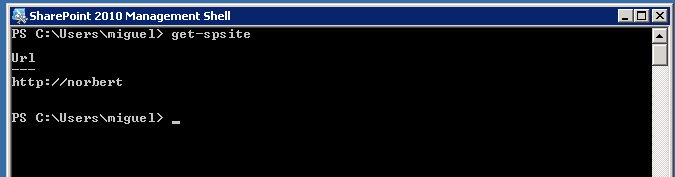 SharePoint 2010 Management Shell
PS C:\Users\miguel> get-spsite
Url
---
http://norbert
PS C:\Users\miguel> _